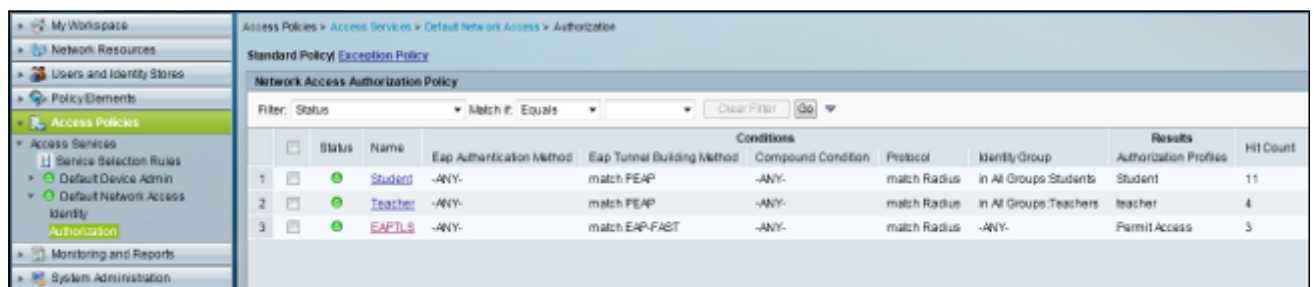 My Workspace
Network Resources
Users and Identity Stores
Policy Elements
Access Policies
Access Services
Service Selection Rules
Default Device Admin
Default Network Access
Identity
Authorization
Monitoring and Reports
System Administration
Access Policies > Access Services > Default Network Access > Authorization
Standard Policy| Exception Policy
Network Access Authorization Policy
Filter: Status Match if: Equals Clear Filter Go
Conditions Results
Status Name Eap Authentication Method Eap Tunnel Building Method Compound Condition Protocol Identity Group Authorization Profiles Hit Count
1 Student -ANY- match PEAP -ANY- match Radius in All Groups:Students Student 11
2 Teacher -ANY- match PEAP -ANY- match Radius in All Groups:Teachers teacher 4
3 EAPTLS -ANY- match EAP-FAST -ANY- match Radius -ANY- Permit Access 3